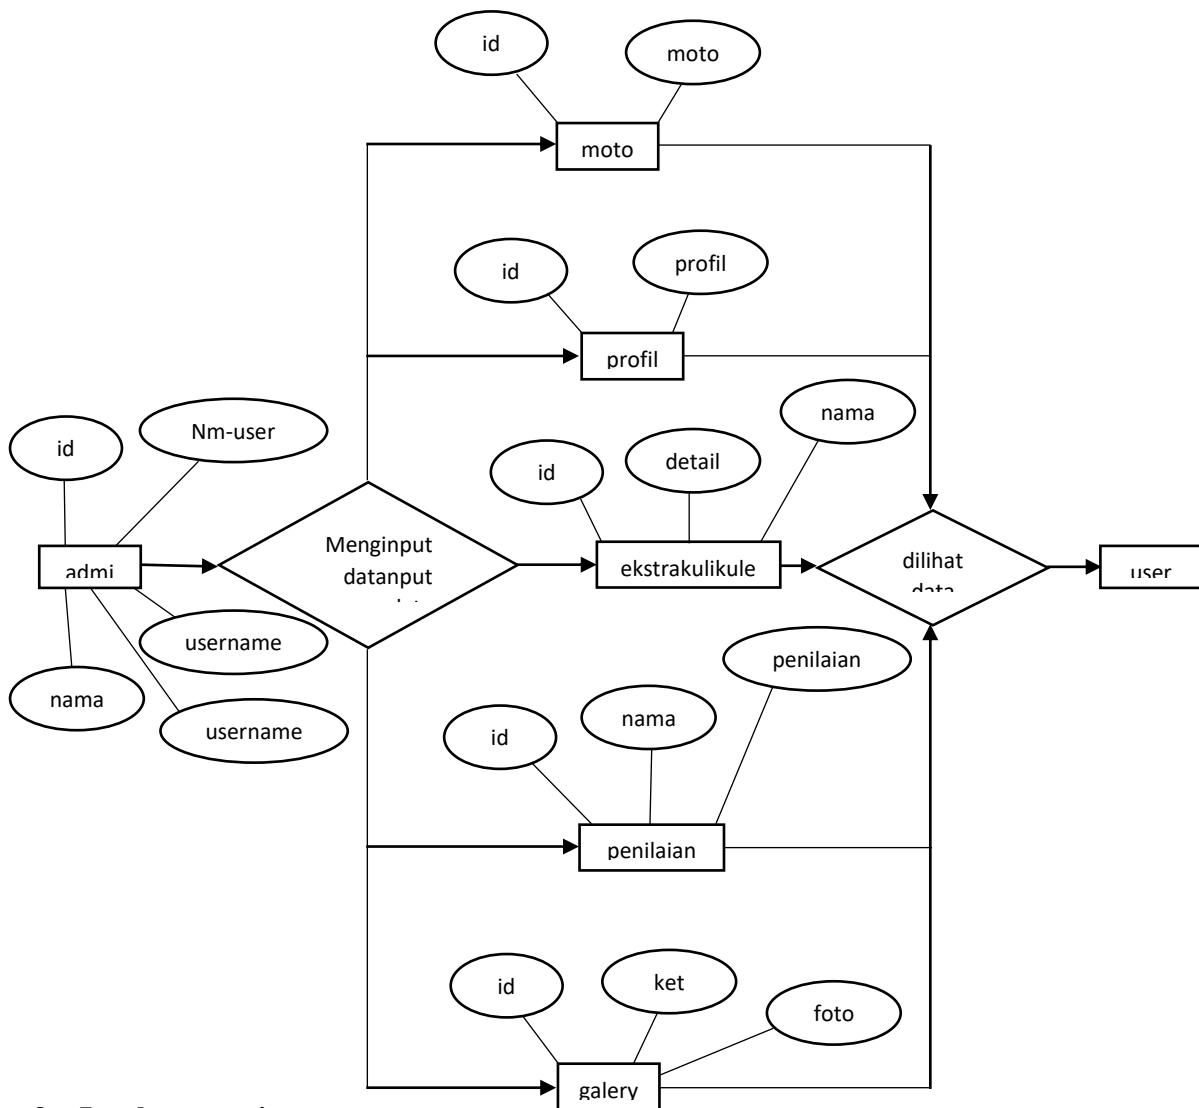 id
moto
moto
id
profil
profil
id
Nm-user
id
detail
nama
admi
Menginput
datanput
ekstrakulikule
dilihat
data
user
username
nama
username
id
nama
penilaian
penilaian
id
ket
foto
galery